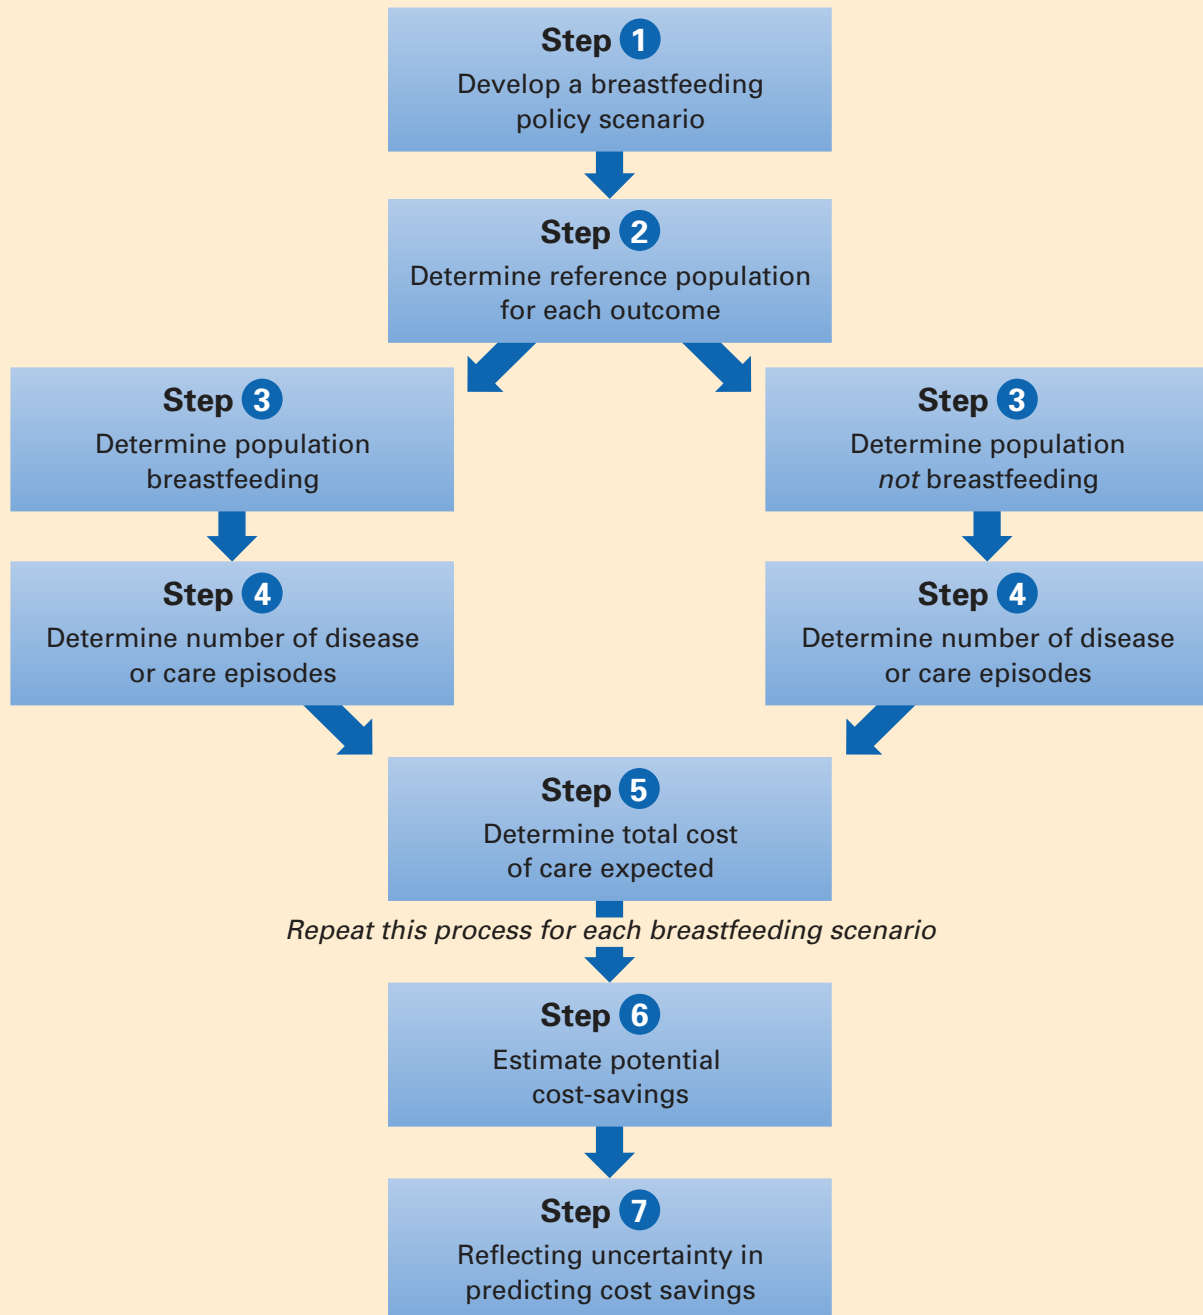 Step 1
Develop a breastfeeding
policy scenario
Step 2
Determine reference population
for each outcome
Step 3
Determine population
breastfeeding
Step 3
Determine population
not breastfeeding
Step 4
Determine number of disease
or care episodes
Step 4
Determine number of disease
or care episodes
Step 5
Determine total cost
of care expected
Repeat this process for each breastfeeding scenario
Step 6
Estimate potential
cost-savings
Step 7
Reflecting uncertainty in
predicting cost savings